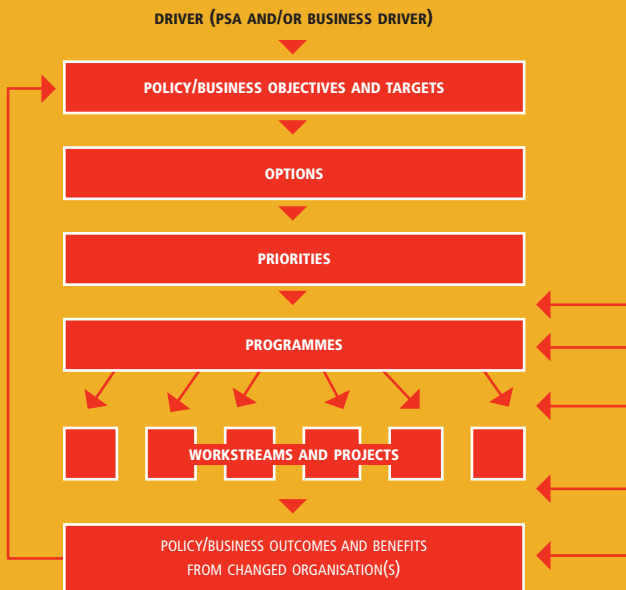 DRIVER (PSA AND/OR BUSINESS DRIVER)
POLICY/BUSINESS OBJECTIVES AND TARGETS
OPTIONS
PRIORITIES
PROGRAMMES
WORKSTREAMS AND PROJECTS
POLICY/BUSINESS OUTCOMES AND BENEFITS
FROM CHANGED ORGANISATION(S)